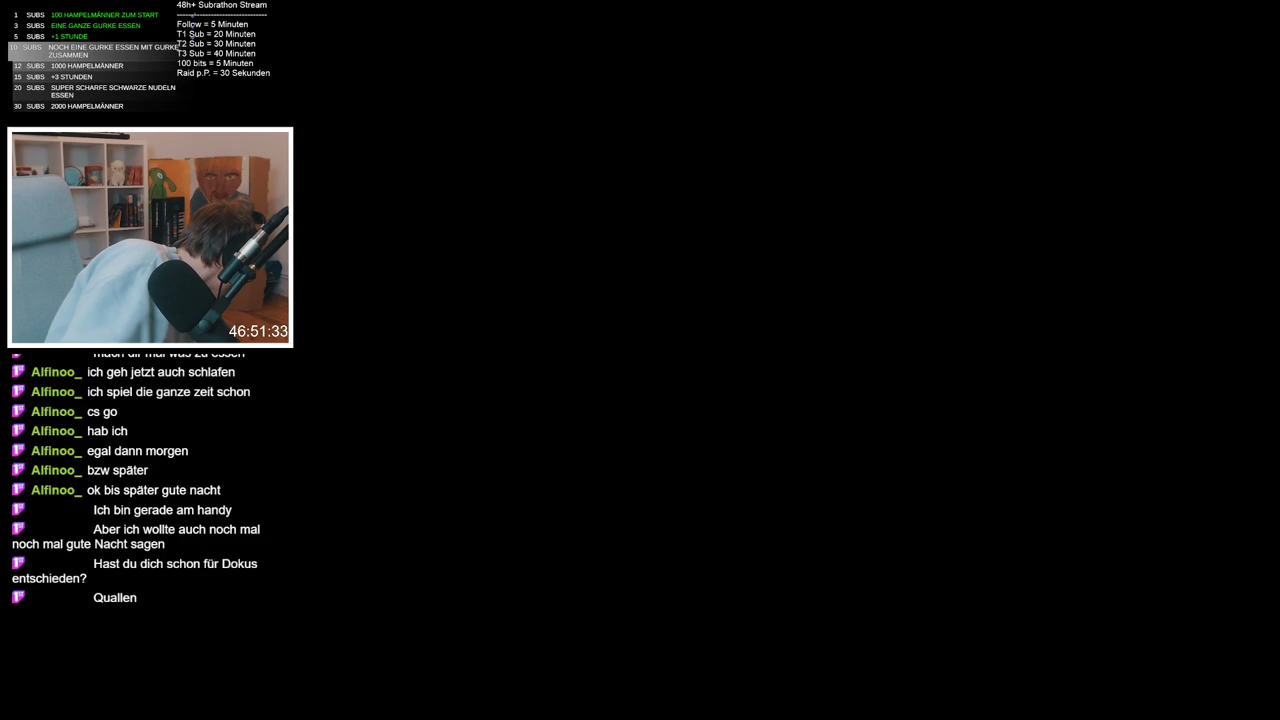 1 SUBS 100 HAMPELMÄNNER ZUM START
3 SUBS EINE GANZE GURKE ESSEN
5 SUBS +1 STUNDE
10 SUBS NOCH EINE GURKE ESSEN MIT GURKE
ZUSAMMEN
12 SUBS 1000 HAMPELMÄNNER
15 SUBS +3 STUNDEN
20 SUBS SUPER SCHARFE SCHWARZE NUDELN
ESSEN
30 SUBS 2000 HAMPELMÄNNER
48h+ Subrathon Stream
Follow = 5 Minuten
T1 Sub = 20 Minuten
T2 Sub = 30 Minuten
T3 Sub = 40 Minuten
100 bits = 5 Minuten
Raid p.P. = 30 Sekunden
46:51:33
mach dir mal was zu essen
Alfinoo_ ich geh jetzt auch schlafen
Alfinoo_ ich spiel die ganze zeit schon
Alfinoo_ cs go
Alfinoo_ hab ich
Alfinoo_ egal dann morgen
Alfinoo_ bzw später
Alfinoo_ ok bis später gute nacht
Ich bin gerade am handy
Aber ich wollte auch noch mal
noch mal gute Nacht sagen
Hast du dich schon für Dokus
entschieden?
Quallen